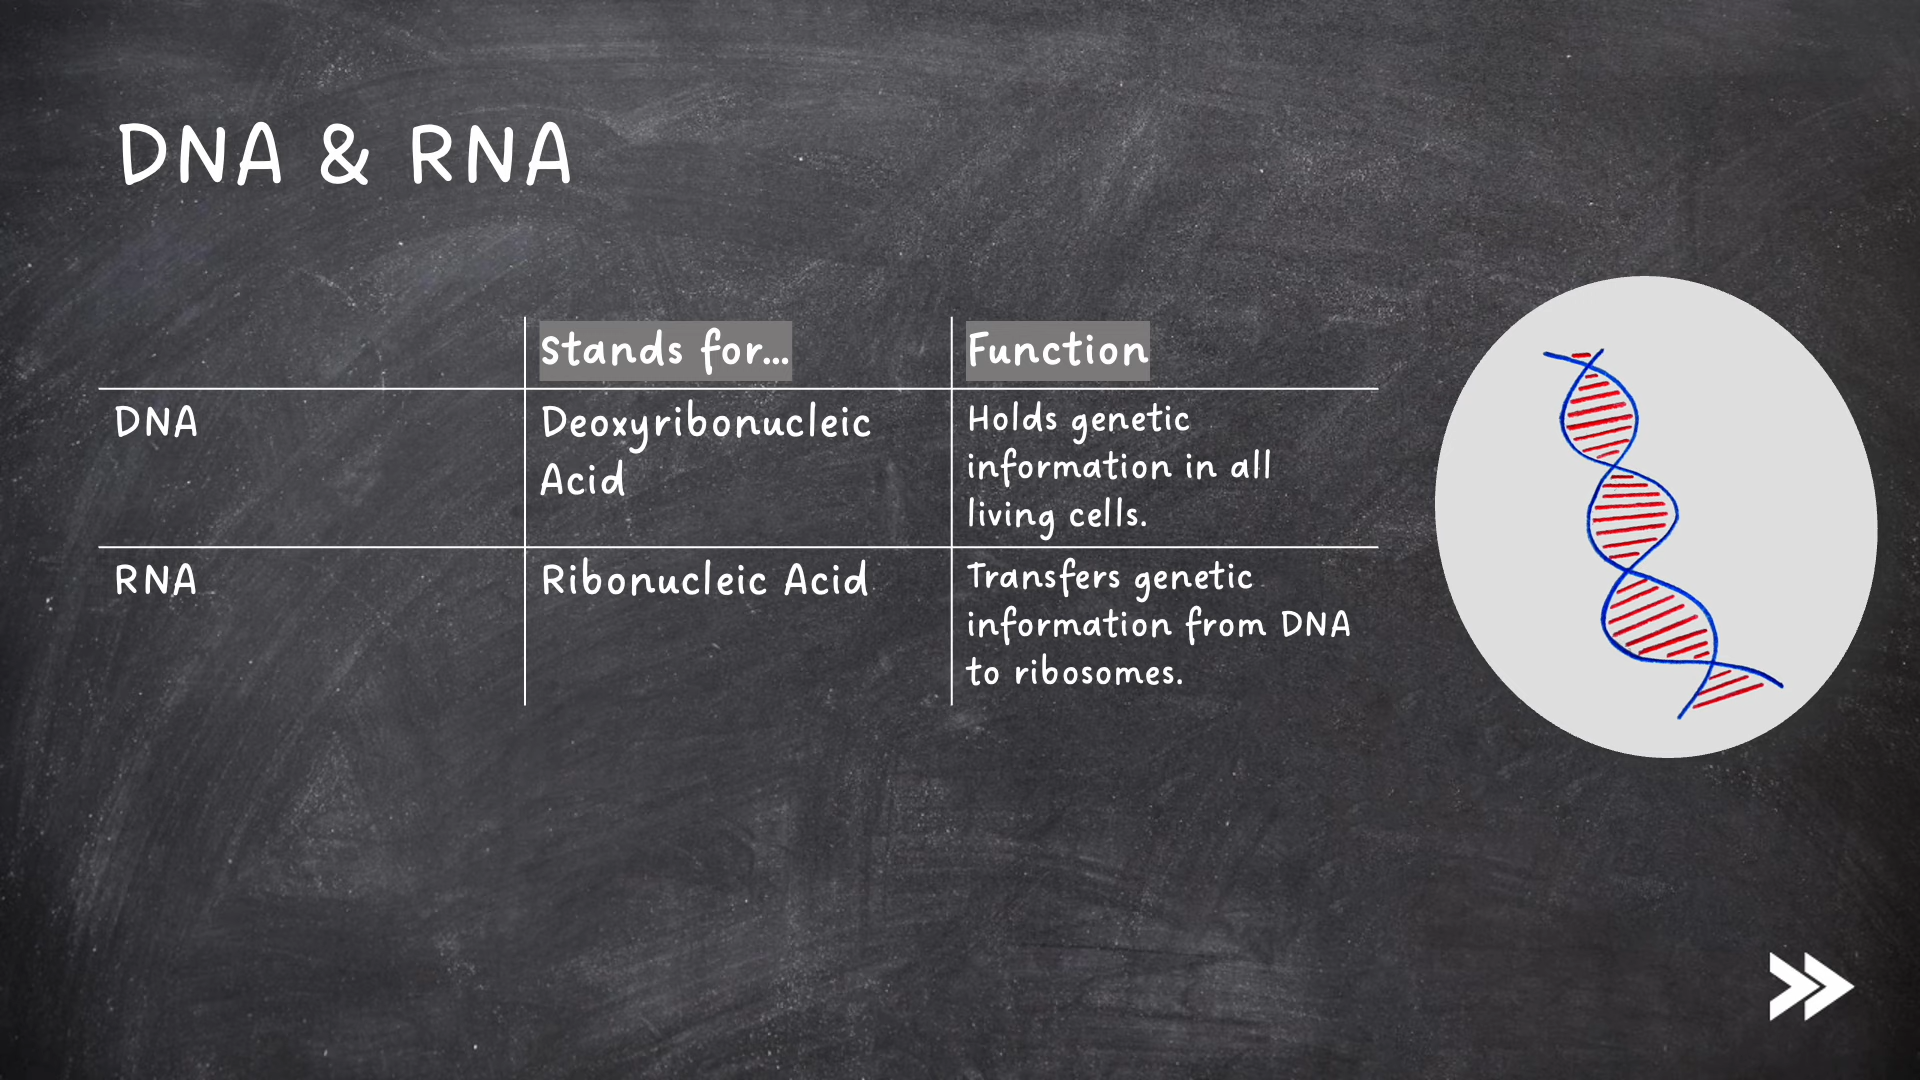 DNA & RNA
Stands for...
Function
DNA
Deoxyribonucleic
Acid
Holds genetic
information in all
living cells.
RNA
Ribonucleic Acid
Transfers genetic
information from DNA
to ribosomes.